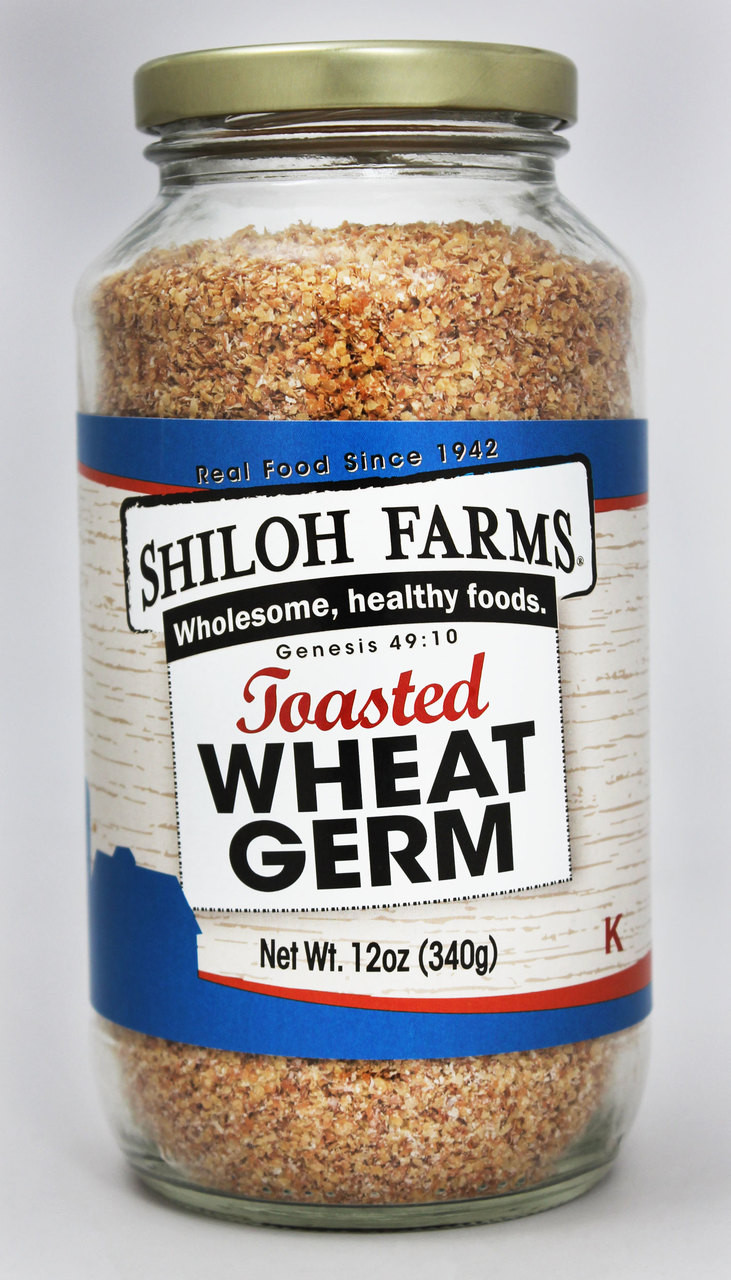 Real Food Since 1942
SHILOH FARMS®
Wholesome, healthy foods.
Genesis 49:10
Toasted
WHEAT
GERM
Net Wt. 12oz (340g)
K